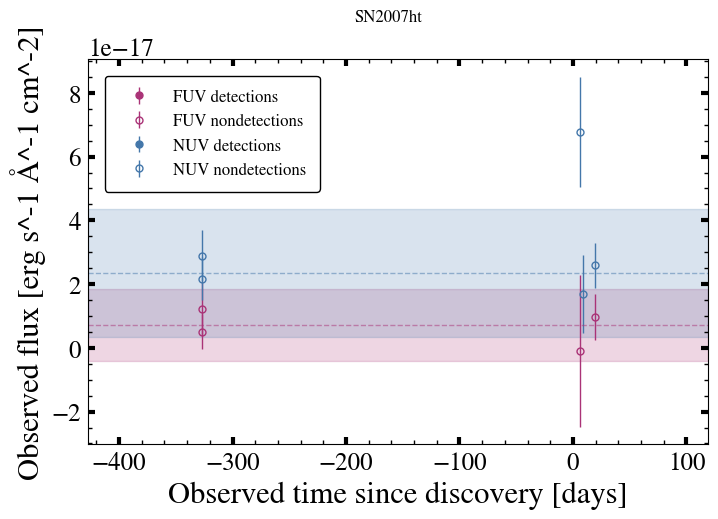 SN2007ht
1e−17
FUV detections
FUV nondetections
NUV detections
NUV nondetections
8
6
4
2
0
−2
Observed flux [erg s^-1 Å^-1 cm^-2]
−400 −300 −200 −100 0 100
Observed time since discovery [days]